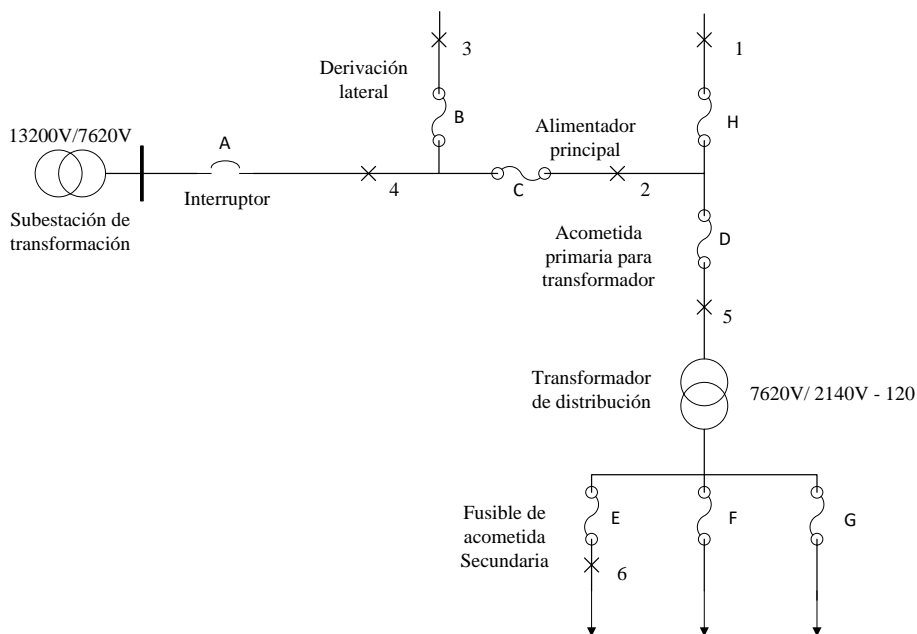 3
1
Derivación
lateral
B
H
13200V/7620V
A
Alimentador
principal
Interruptor
4
C
2
Subestación de
transformación
Acometida
primaria para
transformador
D
5
Transformador
de distribución
7620V/ 2140V - 120
Fusible de
acometida
Secundaria
E
F
G
6